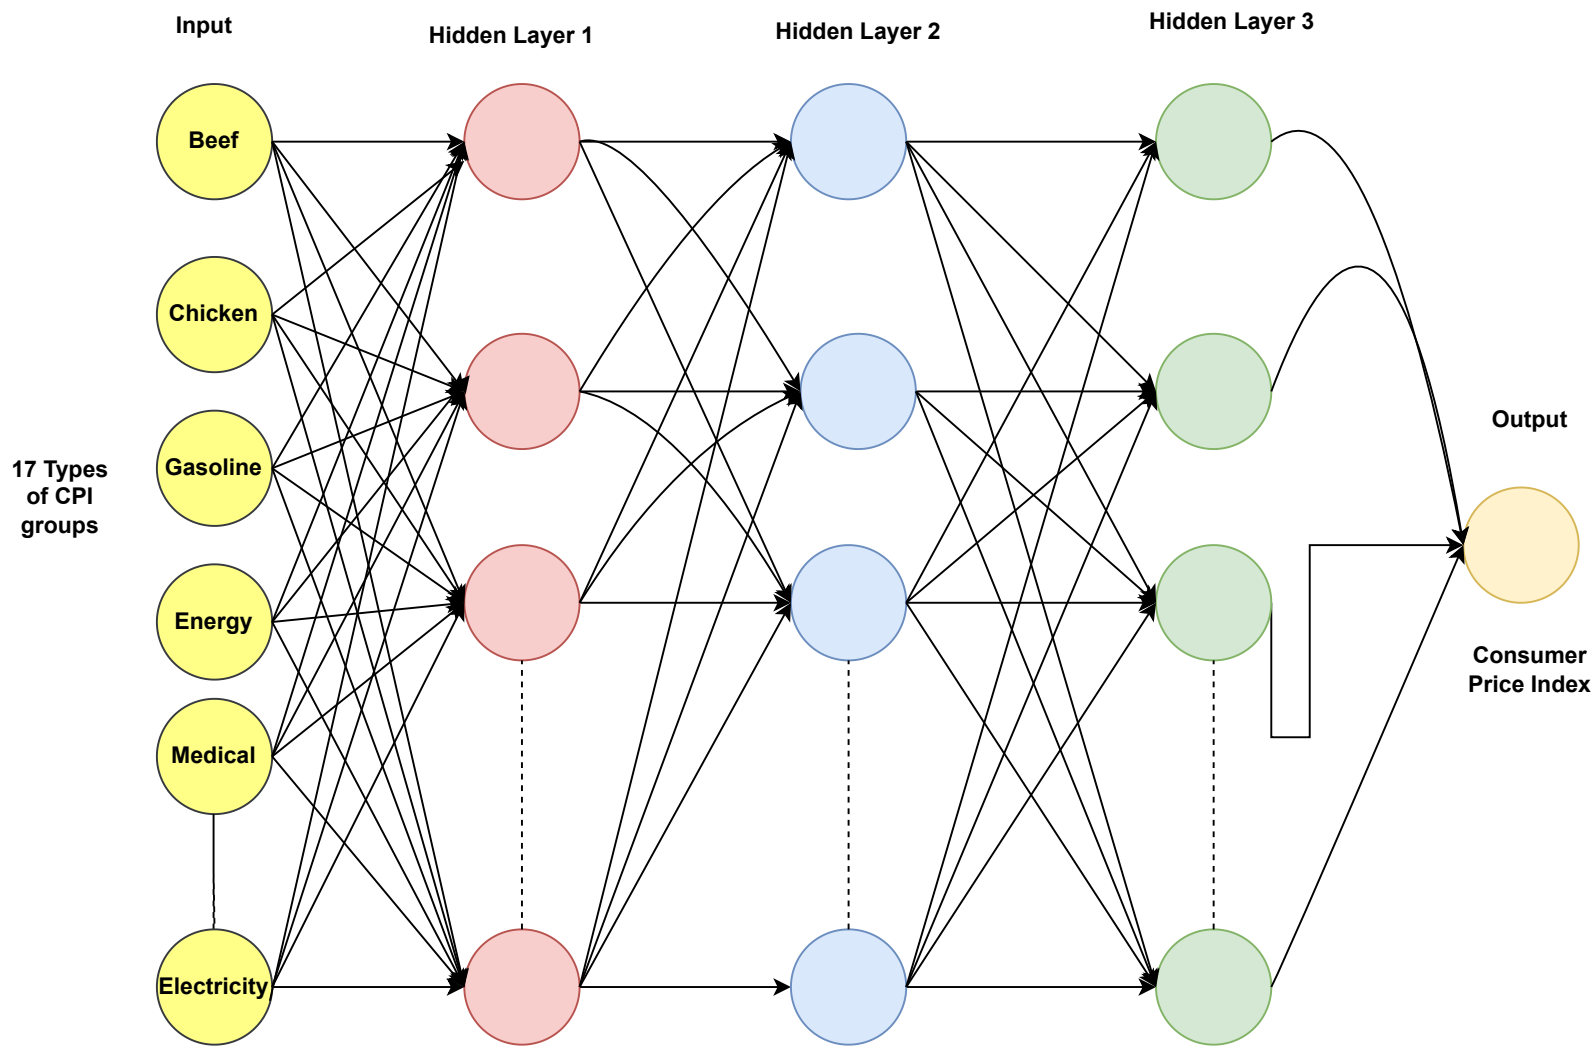 Input
Hidden Layer 1
Hidden Layer 2
Hidden Layer 3
Beef
Chicken
Gasoline
Energy
Medical
Electricity
17 Types
of CPI
groups
Output
Consumer
Price Index